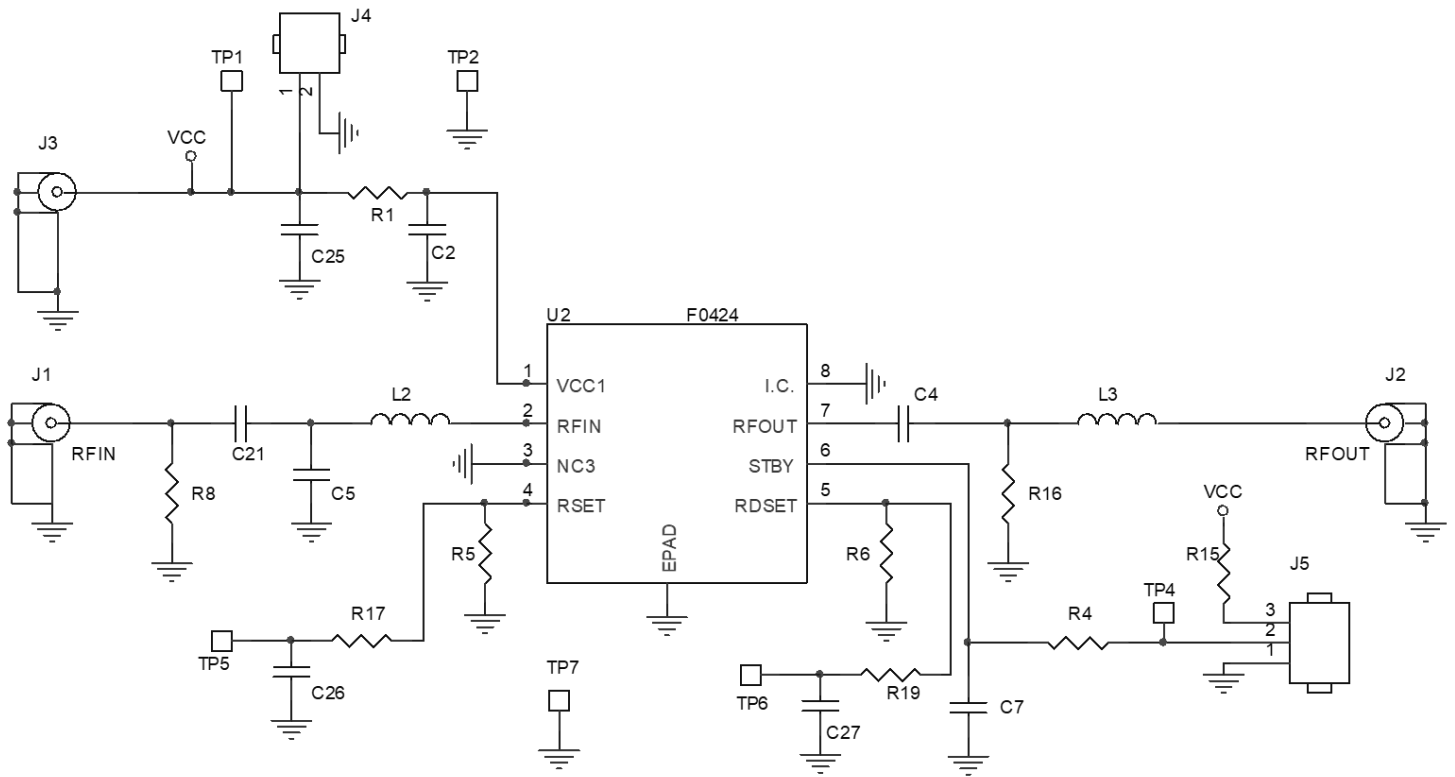 J4
TP1
TP2
1
2
VCC
J3
R1
C25
C2
U2
F0424
J1
RFIN
R8
C21
C5
L2
1
VCC1
2
RFIN
3
NC3
4
RSET
EPAD
8
I.C.
7
RFOUT
6
STBY
5
RDSET
C4
L3
J2
RFOUT
R16
VCC
R15
J5
R5
R6
R17
TP5
C26
TP7
TP6
R19
C27
C7
R4
TP4
3
2
1